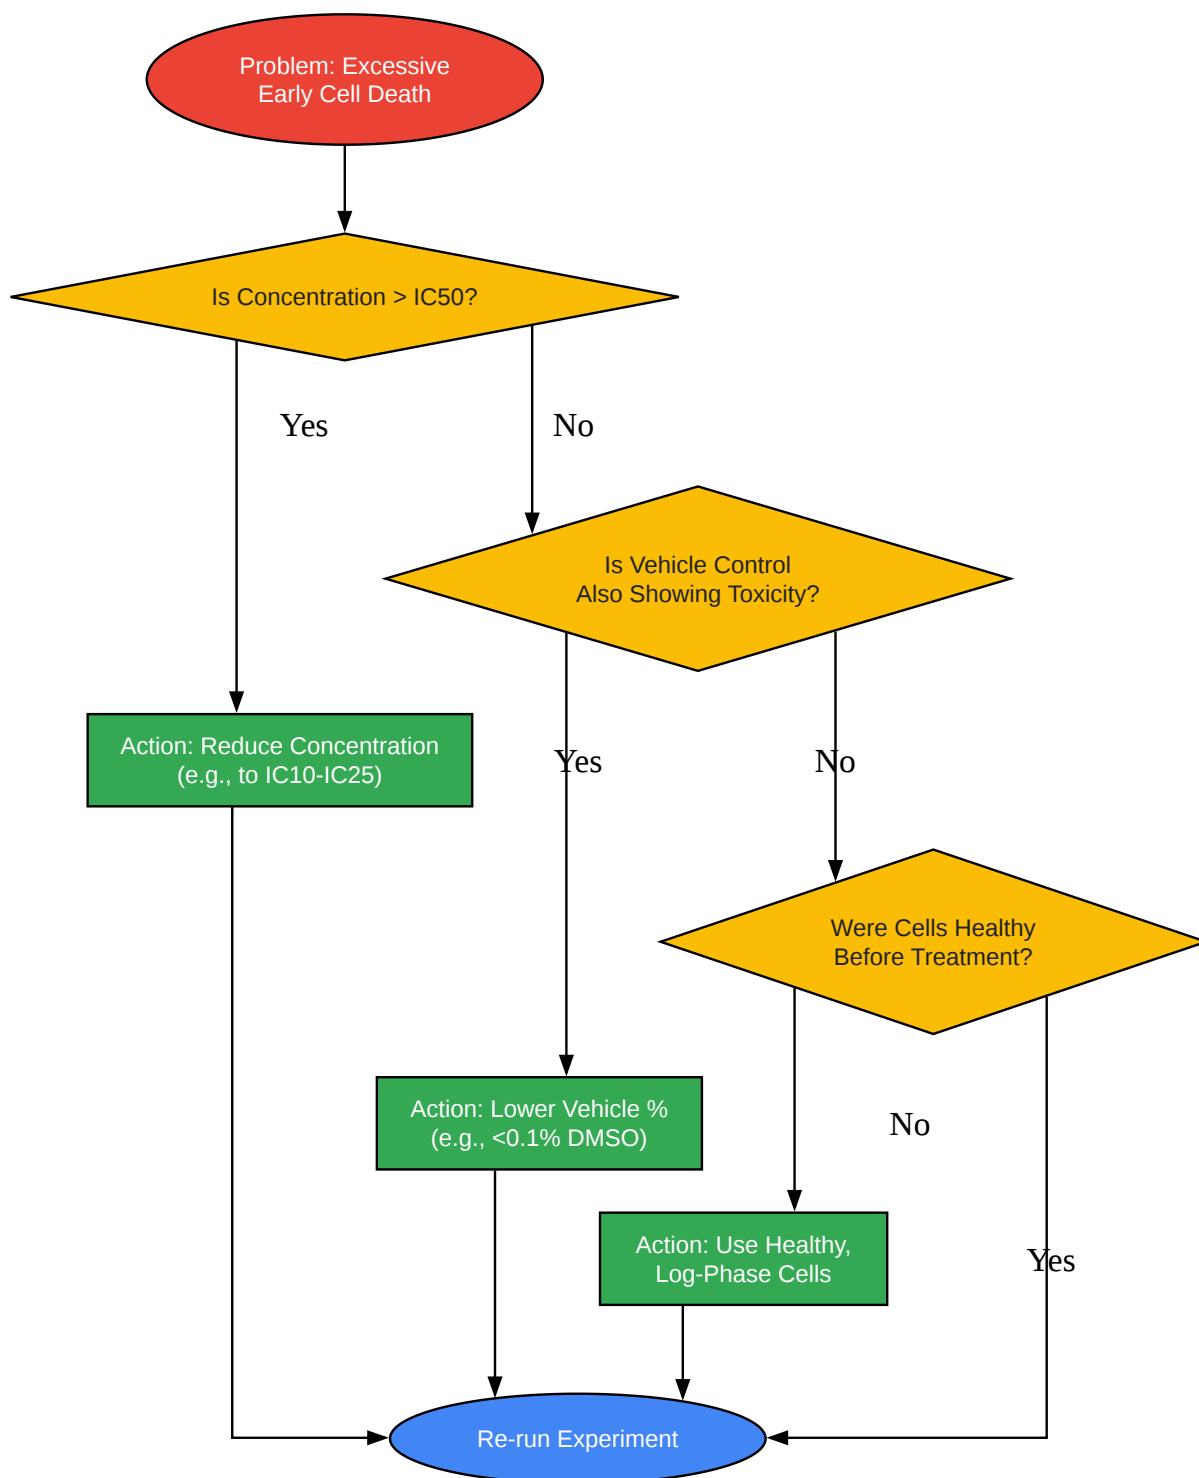 Problem: Excessive
Early Cell Death
Is Concentration > IC50?
Yes
No
Is Vehicle Control
Also Showing Toxicity?
Action: Reduce Concentration
(e.g., to IC10-IC25)
Yes
No
Were Cells Healthy
Before Treatment?
Action: Lower Vehicle %
(e.g., <0.1% DMSO)
No
Action: Use Healthy,
Log-Phase Cells
Yes
Re-run Experiment